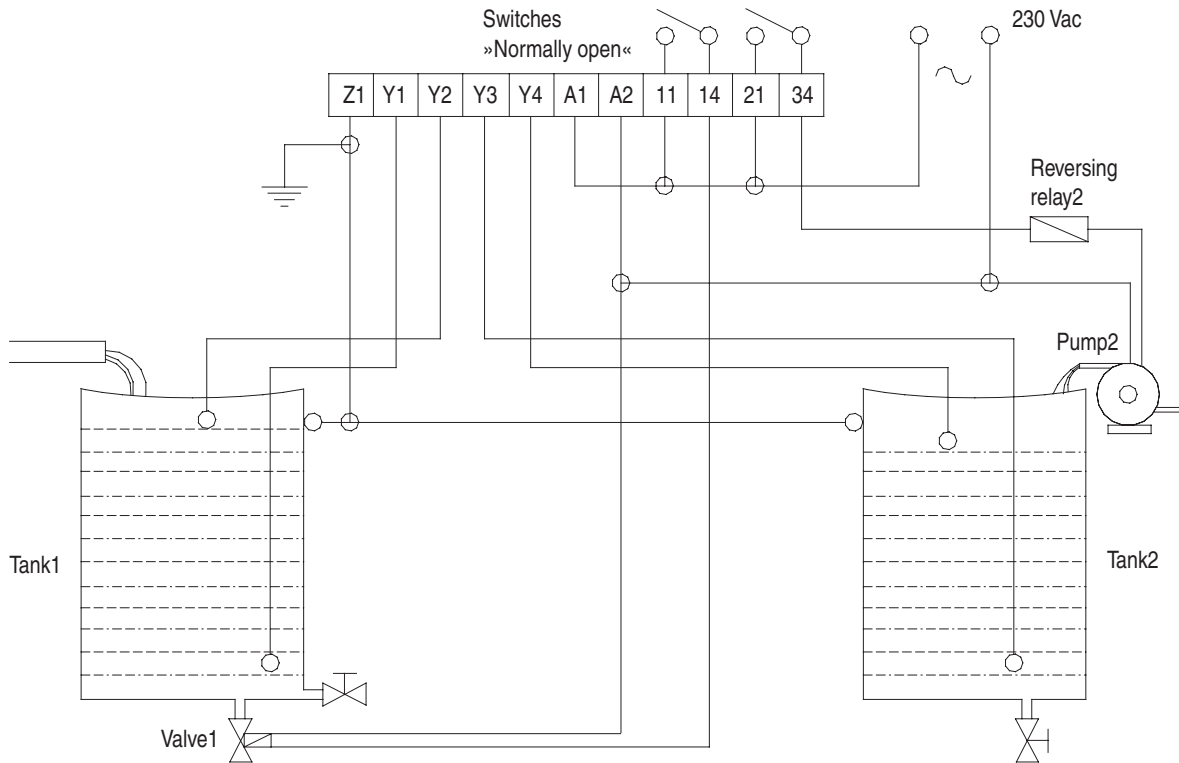 Switches
»Normally open«
230 Vac
Z1 Y1 Y2 Y3 Y4 A1 A2 11 14 21 34
Reversing
relay2
Pump2
Tank1
Tank2
Valve1